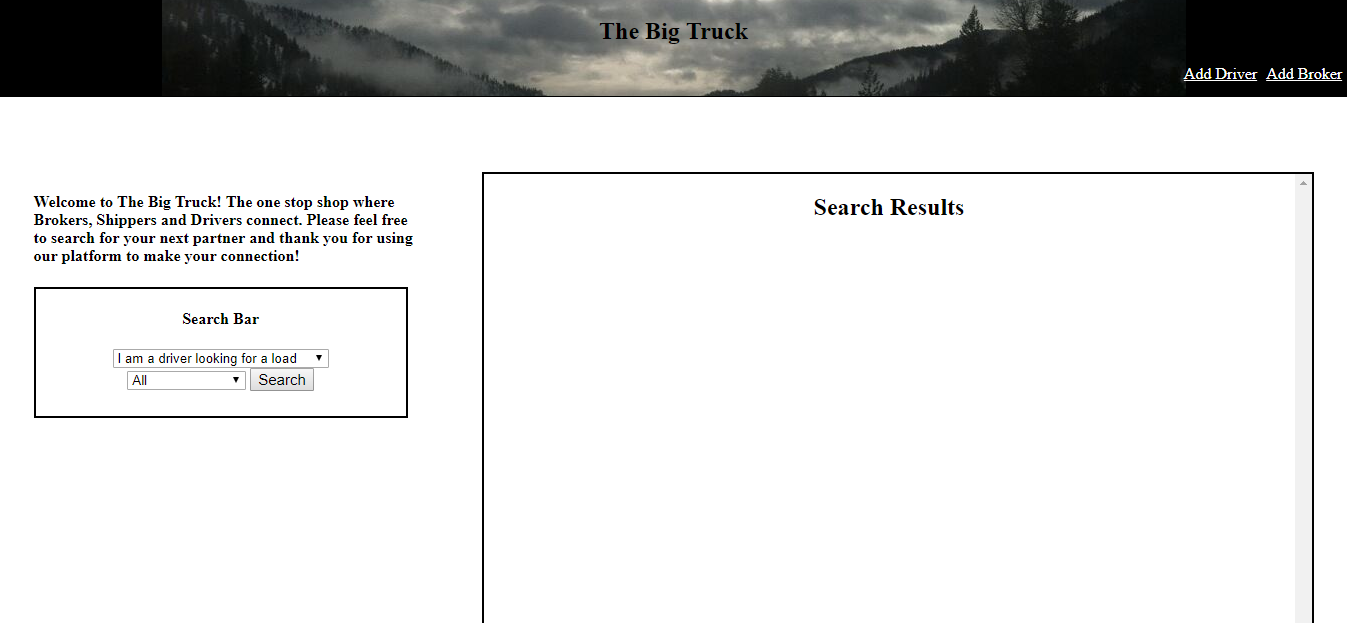 The Big Truck
Add Driver Add Broker
Welcome to The Big Truck! The one stop shop where
Brokers, Shippers and Drivers connect. Please feel free
to search for your next partner and thank you for using
our platform to make your connection!
Search Bar
I am a driver looking for a load
All Search
Search Results